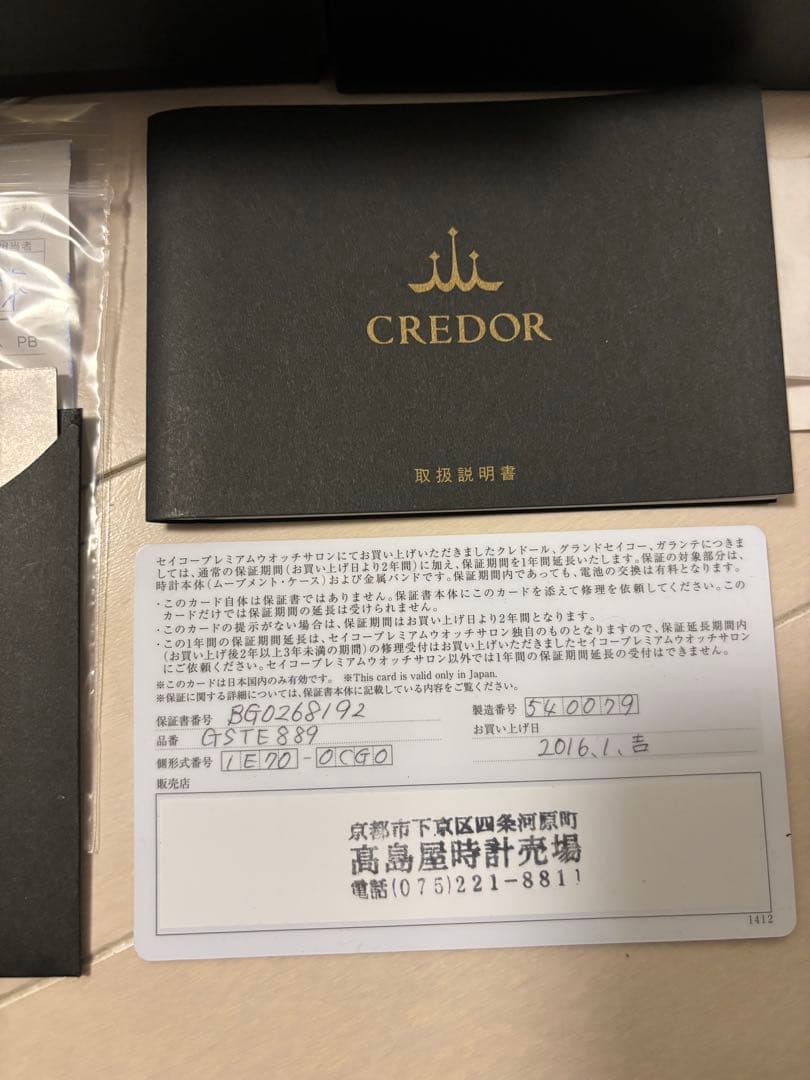 担当者
PB
CREDOR
取扱説明書
セイコープレミアムウオッチサロンにてお買い上げいただきましたクレドール、グランドセイコー、ガランテにつきま
しては、通常の保証期間(お買い上げ日より2年間)に加え、保証期間を1年間延長いたします。保証の対象部分は、
時計本体(ムーブメント・ケース)および金属バンドです。保証期間内であっても、電池の交換は有料となります。
・このカード自体は保証書ではありません。保証書本体にこのカードを添えて修理を依頼してください。この
カードだけでは保証期間の延長は受けられません。
・このカードの提示がない場合は、保証期間はお買い上げ日より2年間となります。
・この1年間の保証期間延長は、セイコープレミアムウオッチサロン独自のものとなりますので、保証延長期間内
(お買い上げ後2年以上3年未満の期間)の修理受付はお買い上げいただきましたセイコープレミアムウオッチサロン
にご依頼ください。セイコープレミアムウオッチサロン以外では1年間の保証期間延長の受付はできません。
※このカードは日本国内のみ有効です。 ※This card is valid only in Japan.
※保証に関する詳細については、保証書本体に記載している内容をご覧ください。
保証書番号 BG0268192
製造番号 540079
品番 GSTE889
お買い上げ日
側形式番号 1E70-0CG0
2016.1.吉
販売店
京都市下京区四条河原町
髙島屋時計売場
電話(075)221-8811
1412